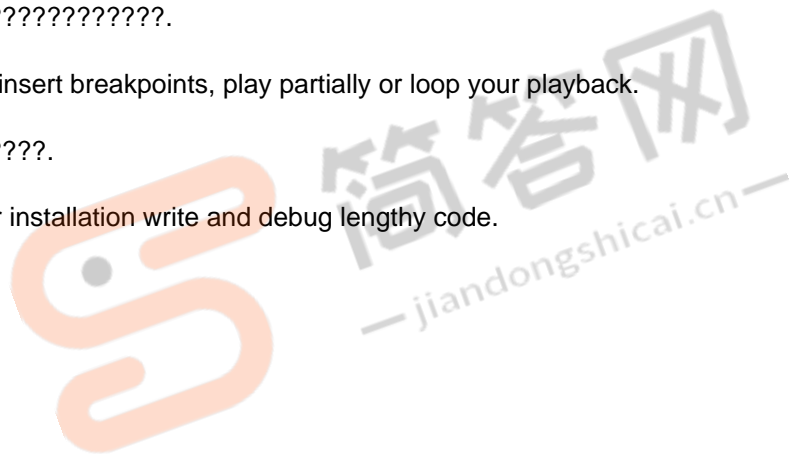 ????????????.
insert breakpoints, play partially or loop your playback.
????.
installation write and debug lengthy code.
简答网
jiandongshicai.cn